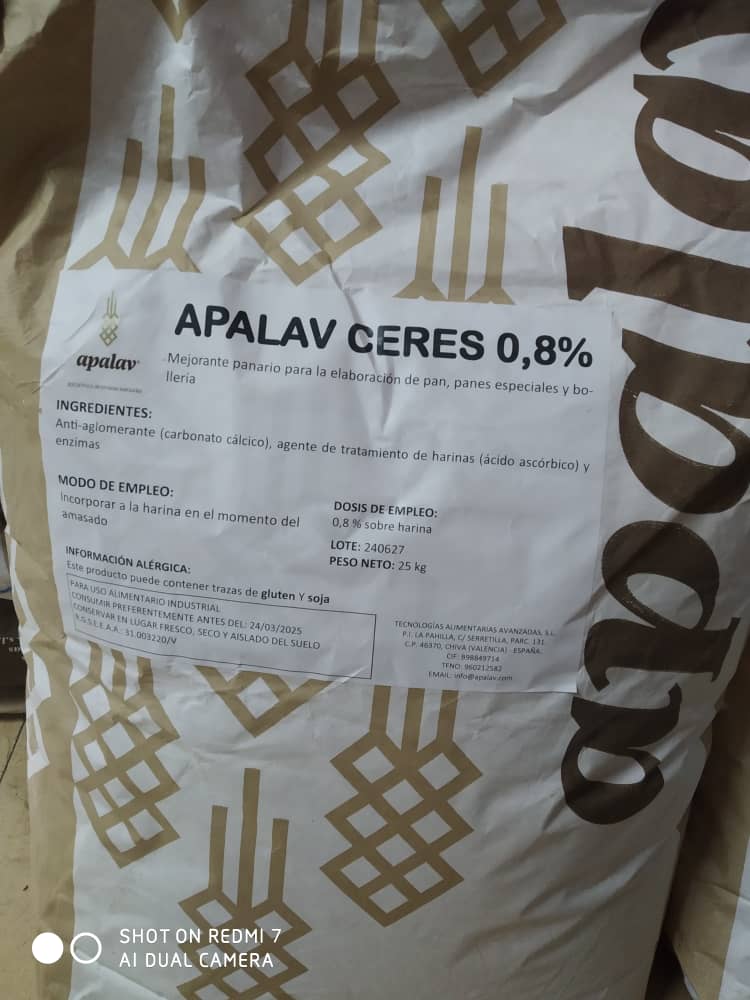 apalav
APALAV CERES 0,8%
Mejorante panario para la elaboración de pan, panes especiales y bo-
llería
apalav
INGREDIENTES:
Anti-aglomerante (carbonato cálcico), agente de tratamiento de harinas (ácido ascórbico) y
enzimas
MODO DE EMPLEO:
Incorporar a la harina en el momento del
amasado
DOSIS DE EMPLEO:
0,8 % sobre harina
LOTE: 240627
PESO NETO: 25 kg
INFORMACIÓN ALÉRGICA:
Este producto puede contener trazas de gluten Y soja
PARA USO ALIMENTARIO INDUSTRIAL
CONSUMIR PREFERENTEMENTE ANTES DEL: 24/03/2025
CONSERVAR EN LUGAR FRESCO, SECO Y AISLADO DEL SUELO
R.G.S.E.E.A.A.: 31.003220/V
TECNOLOGÍAS ALIMENTARIAS AVANZADAS, S.L.
P.I. LA PAHILLA, C/ SERRETILLA, PARC. 131.
C.P. 46370, CHIVA (VALENCIA) - ESPAÑA.
CIF: B98849714
TFNO: 960212582
EMAIL: info@apalav.com
SHOT ON REDMI 7
AI DUAL CAMERA